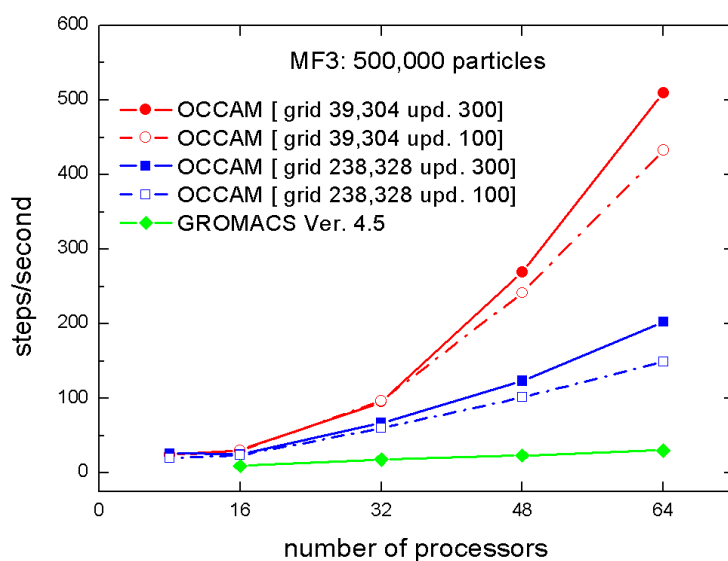 600
MF3: 500,000 particles
500
OCCAM [ grid 39,304 upd. 300]
OCCAM [ grid 39,304 upd. 100]
400
OCCAM [ grid 238,328 upd. 300]
OCCAM [ grid 238,328 upd. 100]
GROMACS Ver. 4.5
300
200
100
0
steps/second
0 16 32 48 64
number of processors